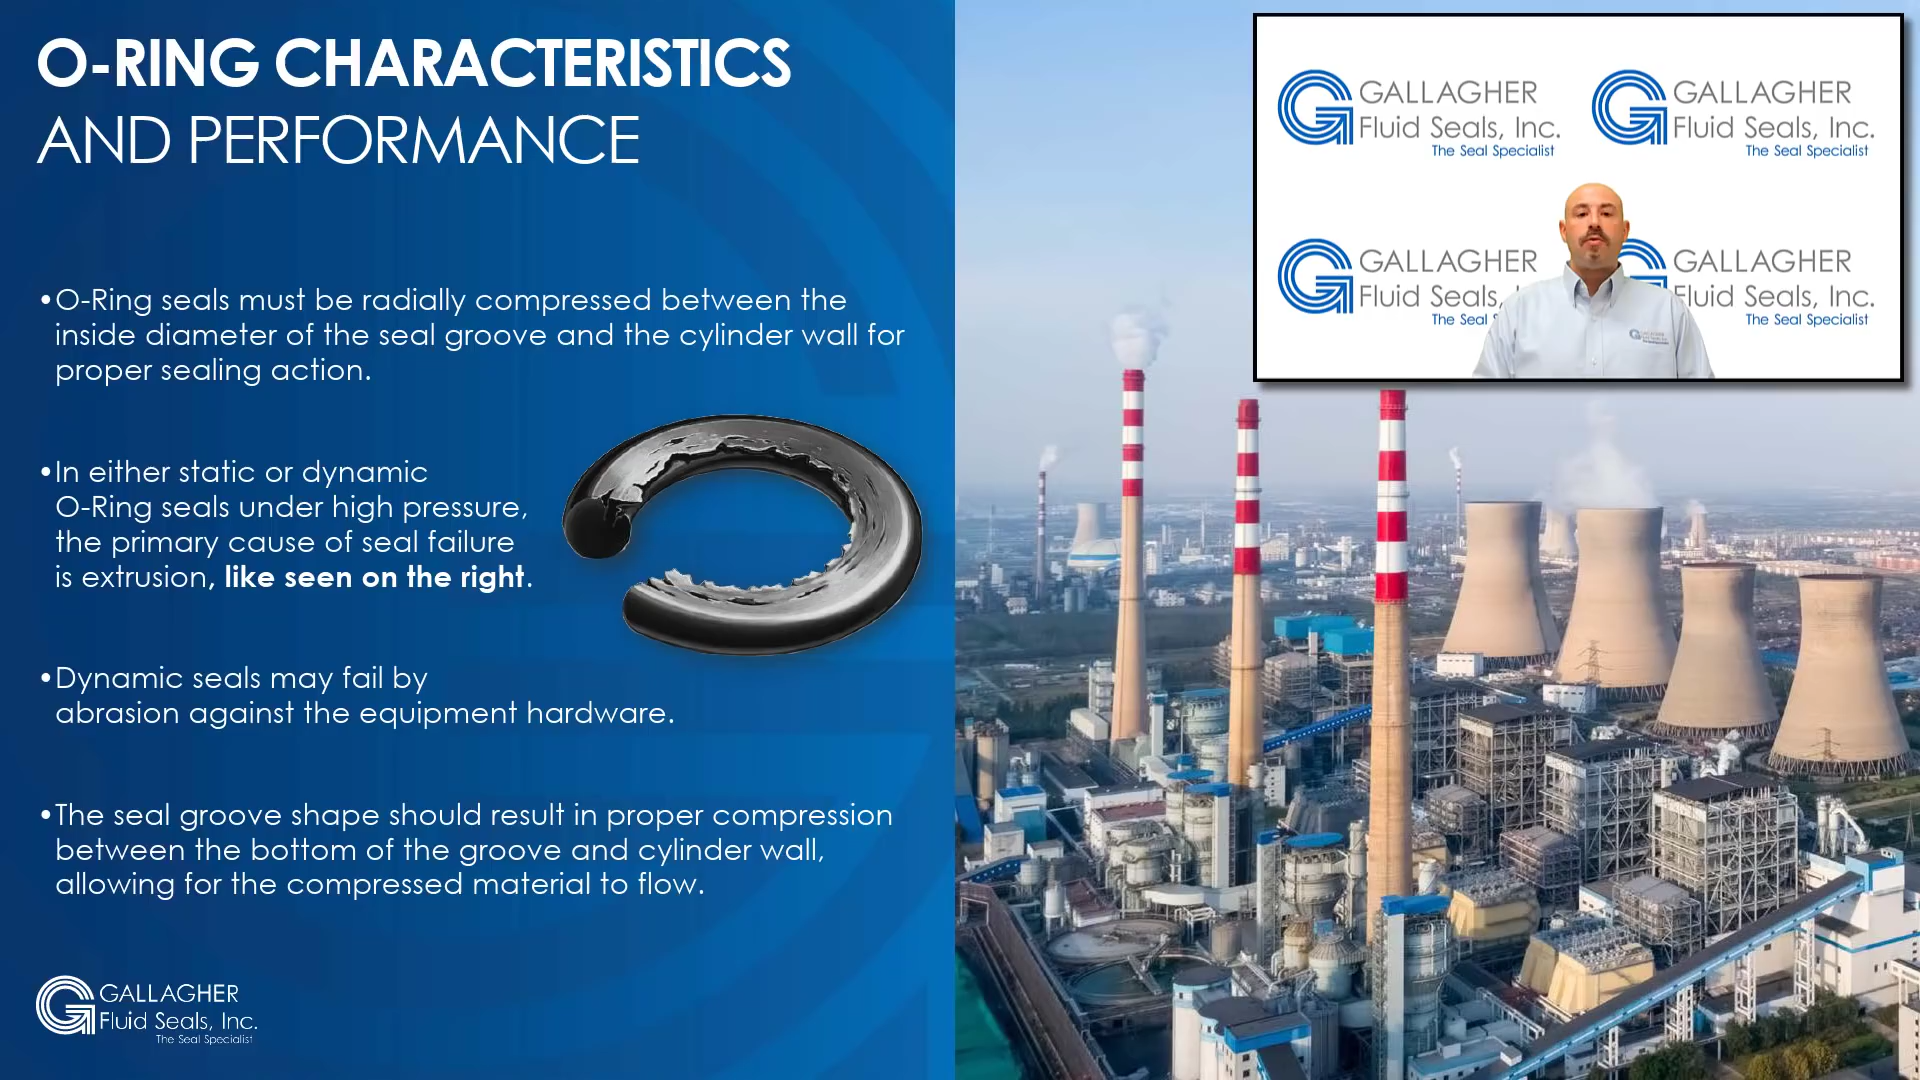 O-RING CHARACTERISTICS
AND PERFORMANCE
•O-Ring seals must be radially compressed between the
inside diameter of the seal groove and the cylinder wall for
proper sealing action.
•In either static or dynamic
O-Ring seals under high pressure,
the primary cause of seal failure
is extrusion, like seen on the right.
•Dynamic seals may fail by
abrasion against the equipment hardware.
•The seal groove shape should result in proper compression
between the bottom of the groove and cylinder wall,
allowing for the compressed material to flow.
GALLAGHER
Fluid Seals, Inc.
The Seal Specialist
GALLAGHER
Fluid Seals, Inc.
The Seal Specialist
GALLAGHER
Fluid Seals, Inc.
The Seal Specialist
GALLAGHER
Fluid Seals,
The Seal
GALLAGHER
Fluid Seals, Inc.
The Seal Specialist